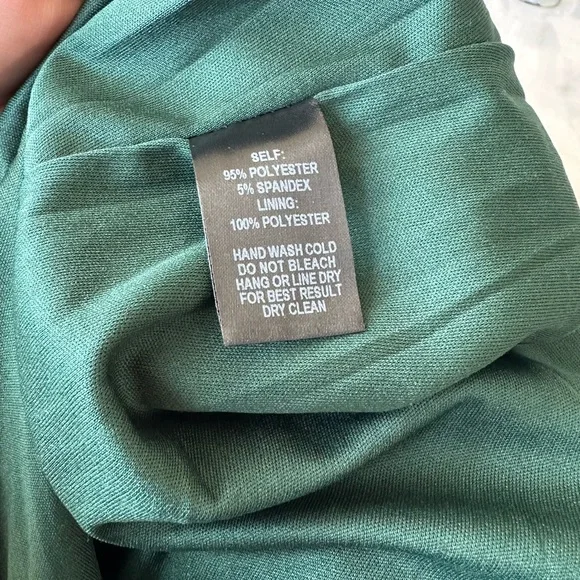 SELF:
95% POLYESTER
5% SPANDEX
LINING:
100% POLYESTER
HAND WASH COLD
DO NOT BLEACH
HANG OR LINE DRY
FOR BEST RESULT
DRY CLEAN